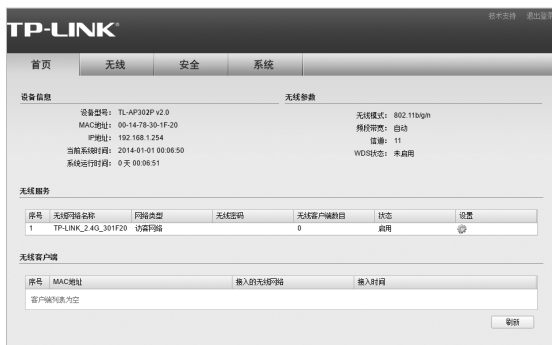 技术支持 退出登录
TP-LINK®
首页 无线 安全 系统
设备信息
设备型号： TL-AP302P v2.0
MAC地址： 00-14-78-30-1F-20
IP地址： 192.168.1.254
当前系统时间： 2014-01-01 00:06:50
系统运行时间： 0 天 00:06:51
无线参数
无线模式： 802.11b/g/n
频段带宽： 自动
信道： 11
WDS状态： 未启用
无线服务
序号 无线网络名称 网络类型 无线密码 无线客户端数目 状态 设置
1 TP-LINK_2.4G_301F20 访客网络 0 启用
无线客户端
序号 MAC地址 接入的无线网络 接入时间
客户端列表为空
刷新